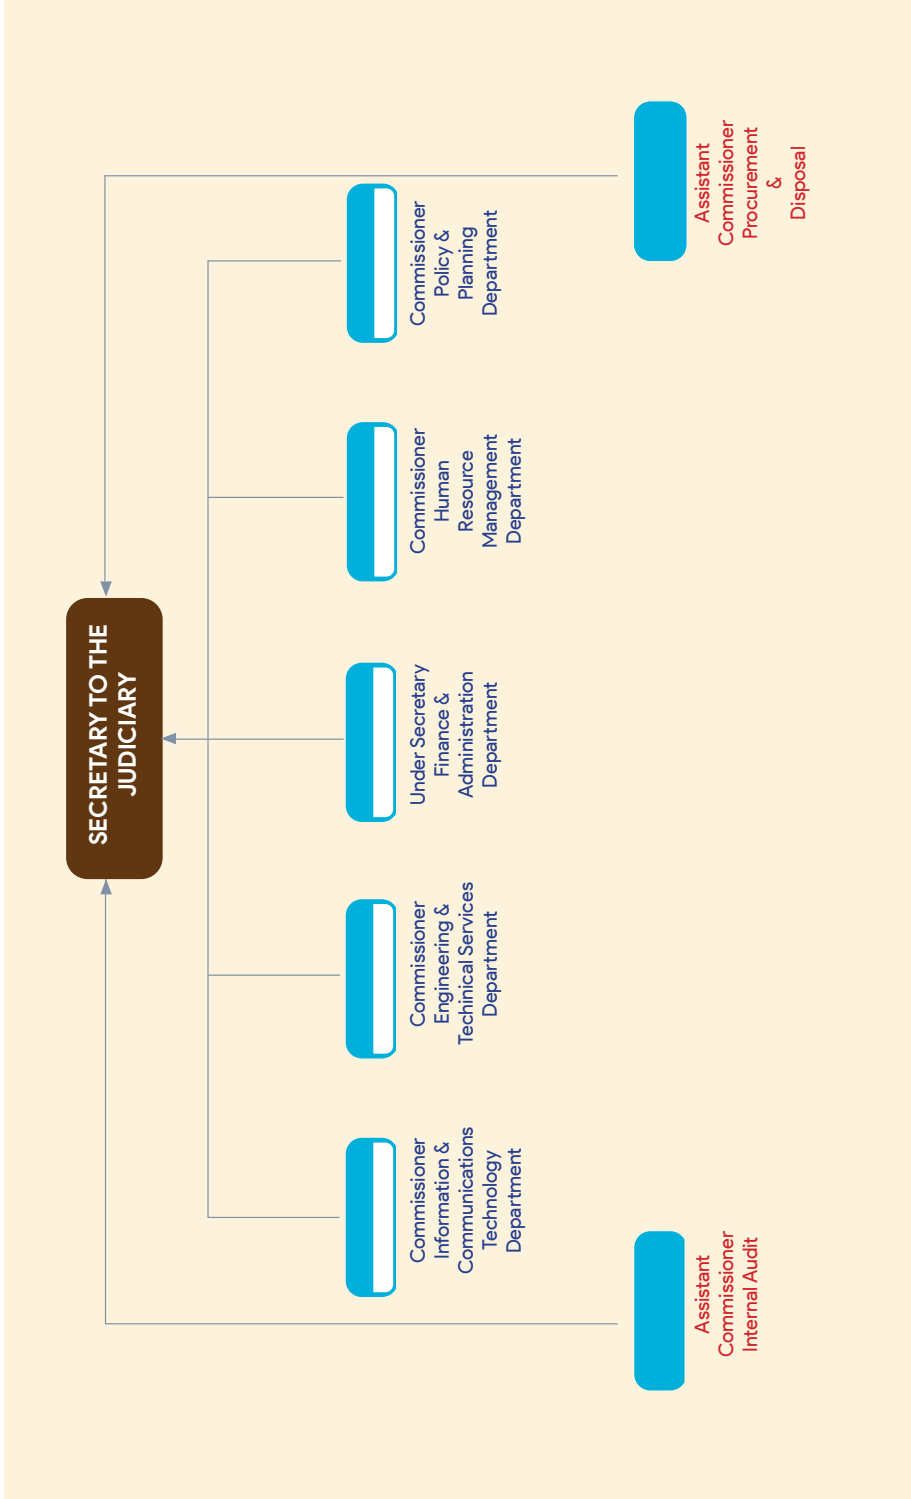 SECRETARY TO THE
JUDICIARY
Commissioner
Information &
Communications
Technology
Department
Commissioner
Engineering &
Techinical Services
Department
Under Secretary
Finance &
Administration
Department
Commissioner
Human
Resource
Management
Department
Commissioner
Policy &
Planning
Department
Assistant
Commissioner
Internal Audit
Assistant
Commissioner
Procurement
&
Disposal